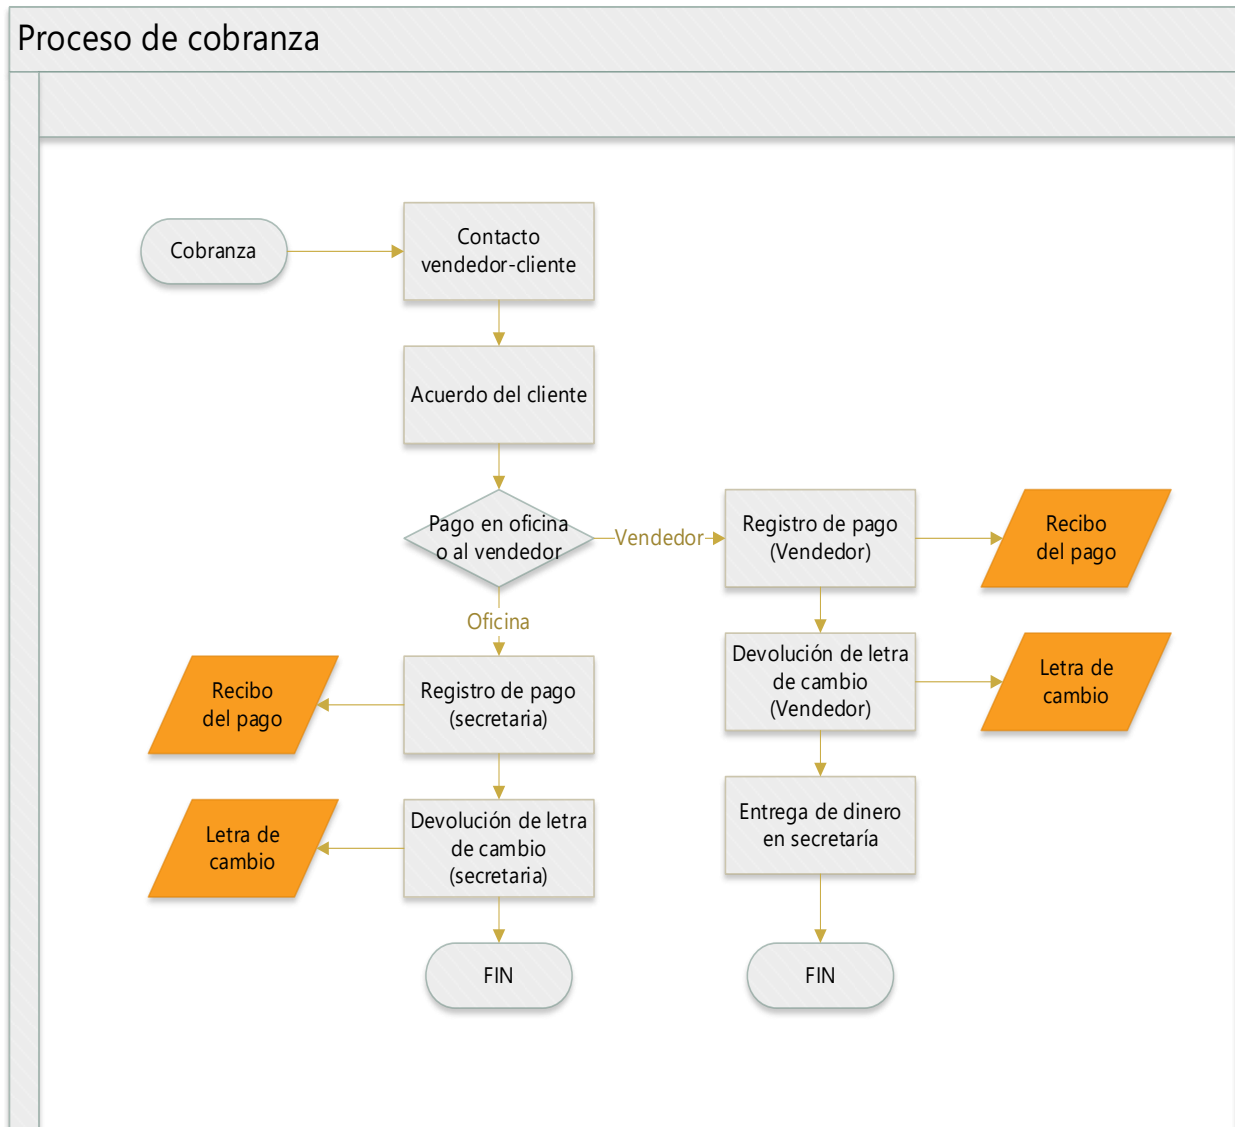 Proceso de cobranza
Cobranza
Contacto
vendedor-cliente
Acuerdo del cliente
Pago en oficina
o al vendedor
Vendedor
Registro de pago
(Vendedor)
Recibo
del pago
Oficina
Devolución de letra
de cambio
(Vendedor)
Letra de
cambio
Recibo
del pago
Registro de pago
(secretaria)
Entrega de dinero
en secretaría
Letra de
cambio
Devolución de letra
de cambio
(secretaria)
FIN
FIN